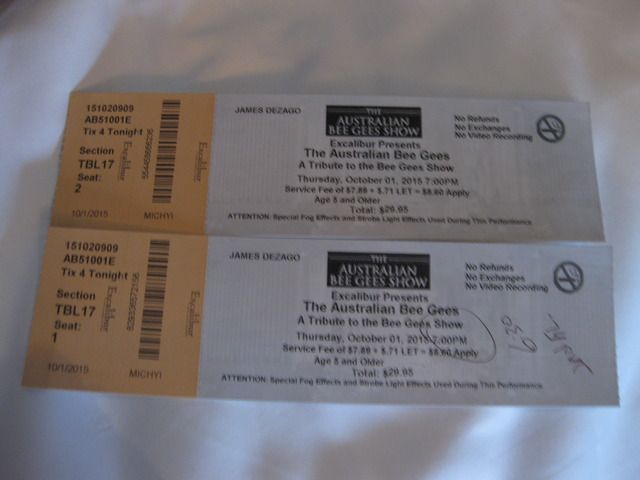 151020909
AB51001E
Tix 4 Tonight
Section
TBL17
Seat:
2
10/1/2015
MICHYI
Excalibur
Excalibur
JAMES DEZAGO
THE
AUSTRALIAN
BEE GEES SHOW
No Refunds
No Exchanges
No Video Recording
Excalibur Presents
The Australian Bee Gees
A Tribute to the Bee Gees Show
Thursday, October 01, 2015 7:00PM
Service Fee of $7.89 + $.71 LET = $8.60 Apply
Age 5 and Older
Total: $29.95
ATTENTION: Special Fog Effects and Strobe Light Effects Used During This Performance
151020909
AB51001E
Tix 4 Tonight
Section
TBL17
Seat:
1
10/1/2015
MICHYI
Excalibur
Excalibur
JAMES DEZAGO
THE
AUSTRALIAN
BEE GEES SHOW
No Refunds
No Exchanges
No Video Recording
Excalibur Presents
The Australian Bee Gees
A Tribute to the Bee Gees Show
Thursday, October 01, 2015 7:00PM
Service Fee of $7.89 + $.71 LET = $8.60 Apply
Age 5 and Older
Total: $29.95
ATTENTION: Special Fog Effects and Strobe Light Effects Used During This Performance